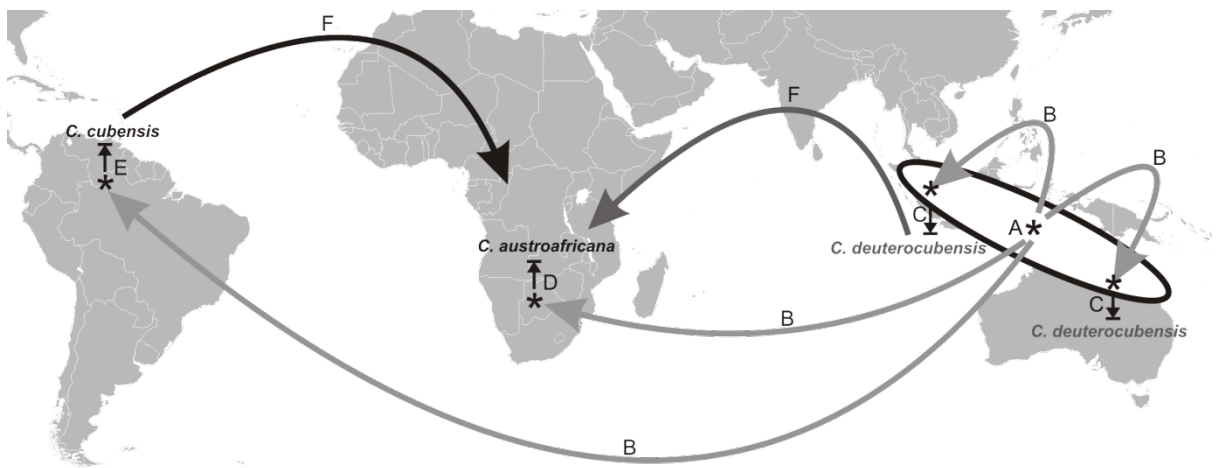 F
C. cubensis
E
F
B
B
C. austroafricana
C
A
C. deuterocubensis
D
C
B
C. deuterocubensis
B